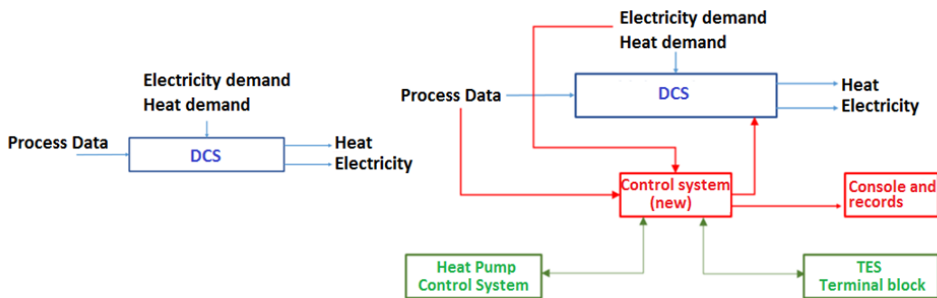 Electricity demand
Heat demand
Process Data
DCS
Heat
Electricity
Electricity demand
Heat demand
Process Data
DCS
Heat
Electricity
Control system
(new)
Console and
records
Heat Pump
Control System
TES
Terminal block